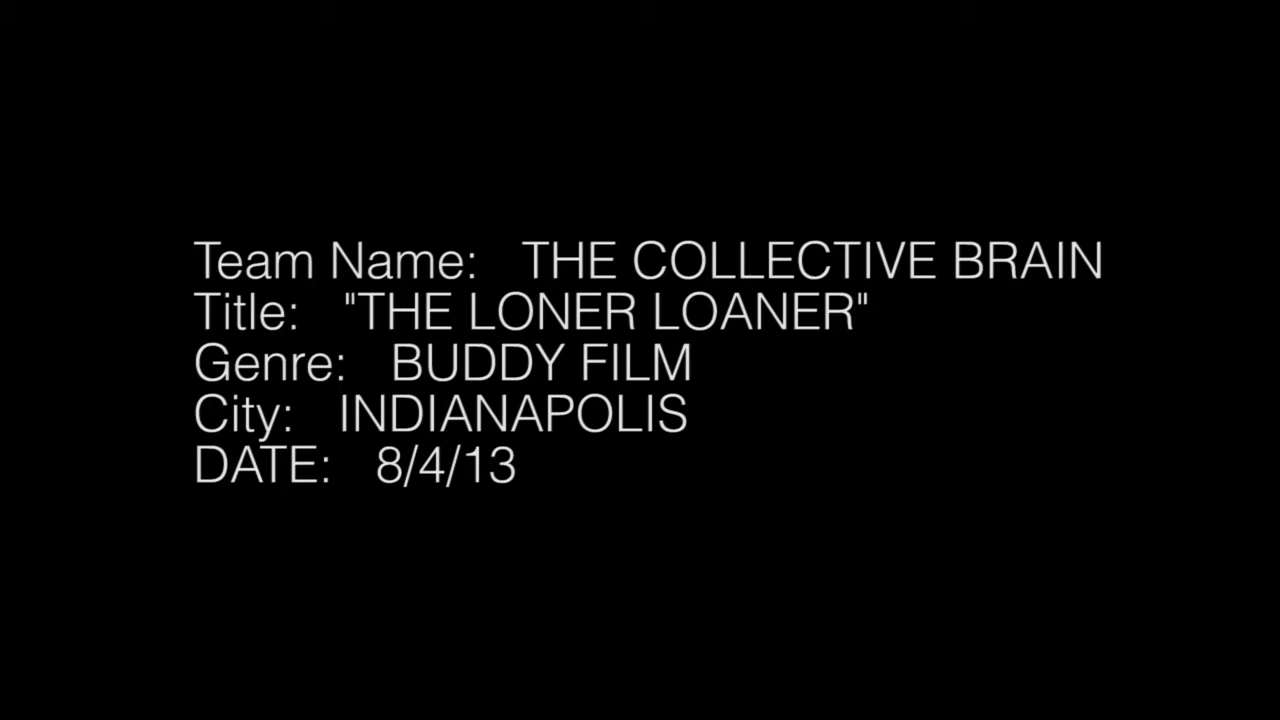 Team Name: THE COLLECTIVE BRAIN
Title: "THE LONER LOANER"
Genre: BUDDY FILM
City: INDIANAPOLIS
DATE: 8/4/13